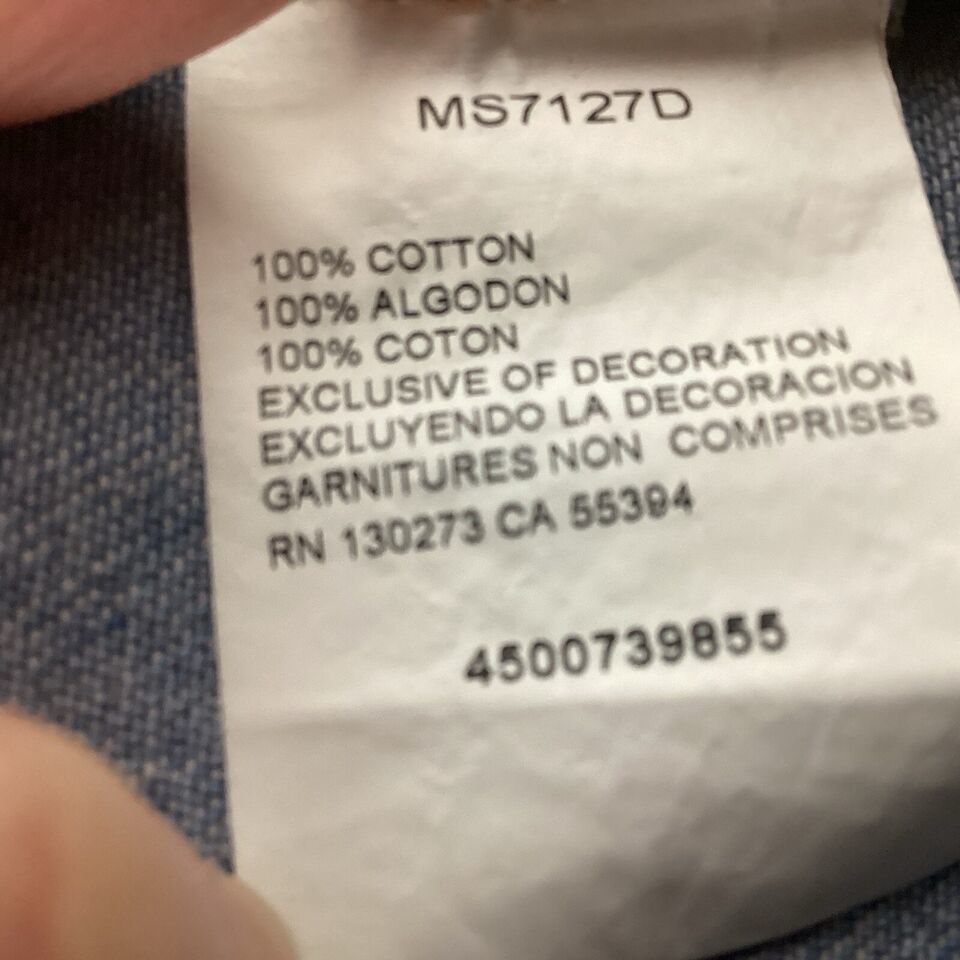 MS7127D
100% COTTON
100% ALGODON
100% COTON
EXCLUSIVE OF DECORATION
EXCLUYENDO LA DECORACION
GARNITURES NON COMPRISES
RN 130273 CA 55394
4500739855